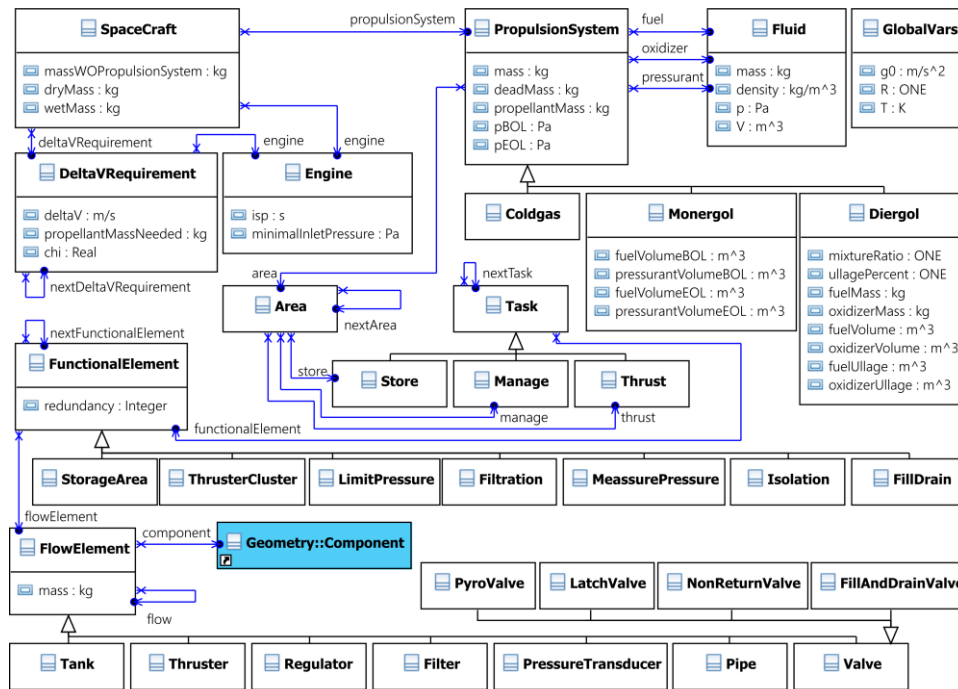 SpaceCraft
massWOPropulsionSystem : kg
dryMass : kg
wetMass : kg
propulsionSystem
PropulsionSystem
mass : kg
deadMass : kg
propellantMass : kg
pBOL : Pa
pEOL : Pa
fuel
oxidizer
pressurant
Fluid
mass : kg
density : kg/m^3
p : Pa
V : m^3
GlobalVars
g0 : m/s^2
R : ONE
T : K
deltaVRequirement
engine
engine
DeltaVRequirement
deltaV : m/s
propellantMassNeeded : kg
chi : Real
nextDeltaVRequirement
Engine
isp : s
minimalInletPressure : Pa
Coldgas
Monergol
fuelVolumeBOL : m^3
pressurantVolumeBOL : m^3
fuelVolumeEOL : m^3
pressurantVolumeEOL : m^3
Diergol
mixtureRatio : ONE
ullagePercent : ONE
fuelMass : kg
oxidizerMass : kg
fuelVolume : m^3
oxidizerVolume : m^3
fuelUllage : m^3
oxidizerUllage : m^3
area
Area
nextArea
nextTask
Task
nextFunctionalElement
FunctionalElement
redundancy : Integer
store
Store
Manage
Thrust
manage
thrust
functionalElement
StorageArea
ThrusterCluster
LimitPressure
Filtration
MeassurePressure
Isolation
FillDrain
flowElement
FlowElement
mass : kg
component
Geometry::Component
flow
PyroValve
LatchValve
NonReturnValve
FillAndDrainValve
Tank
Thruster
Regulator
Filter
PressureTransducer
Pipe
Valve